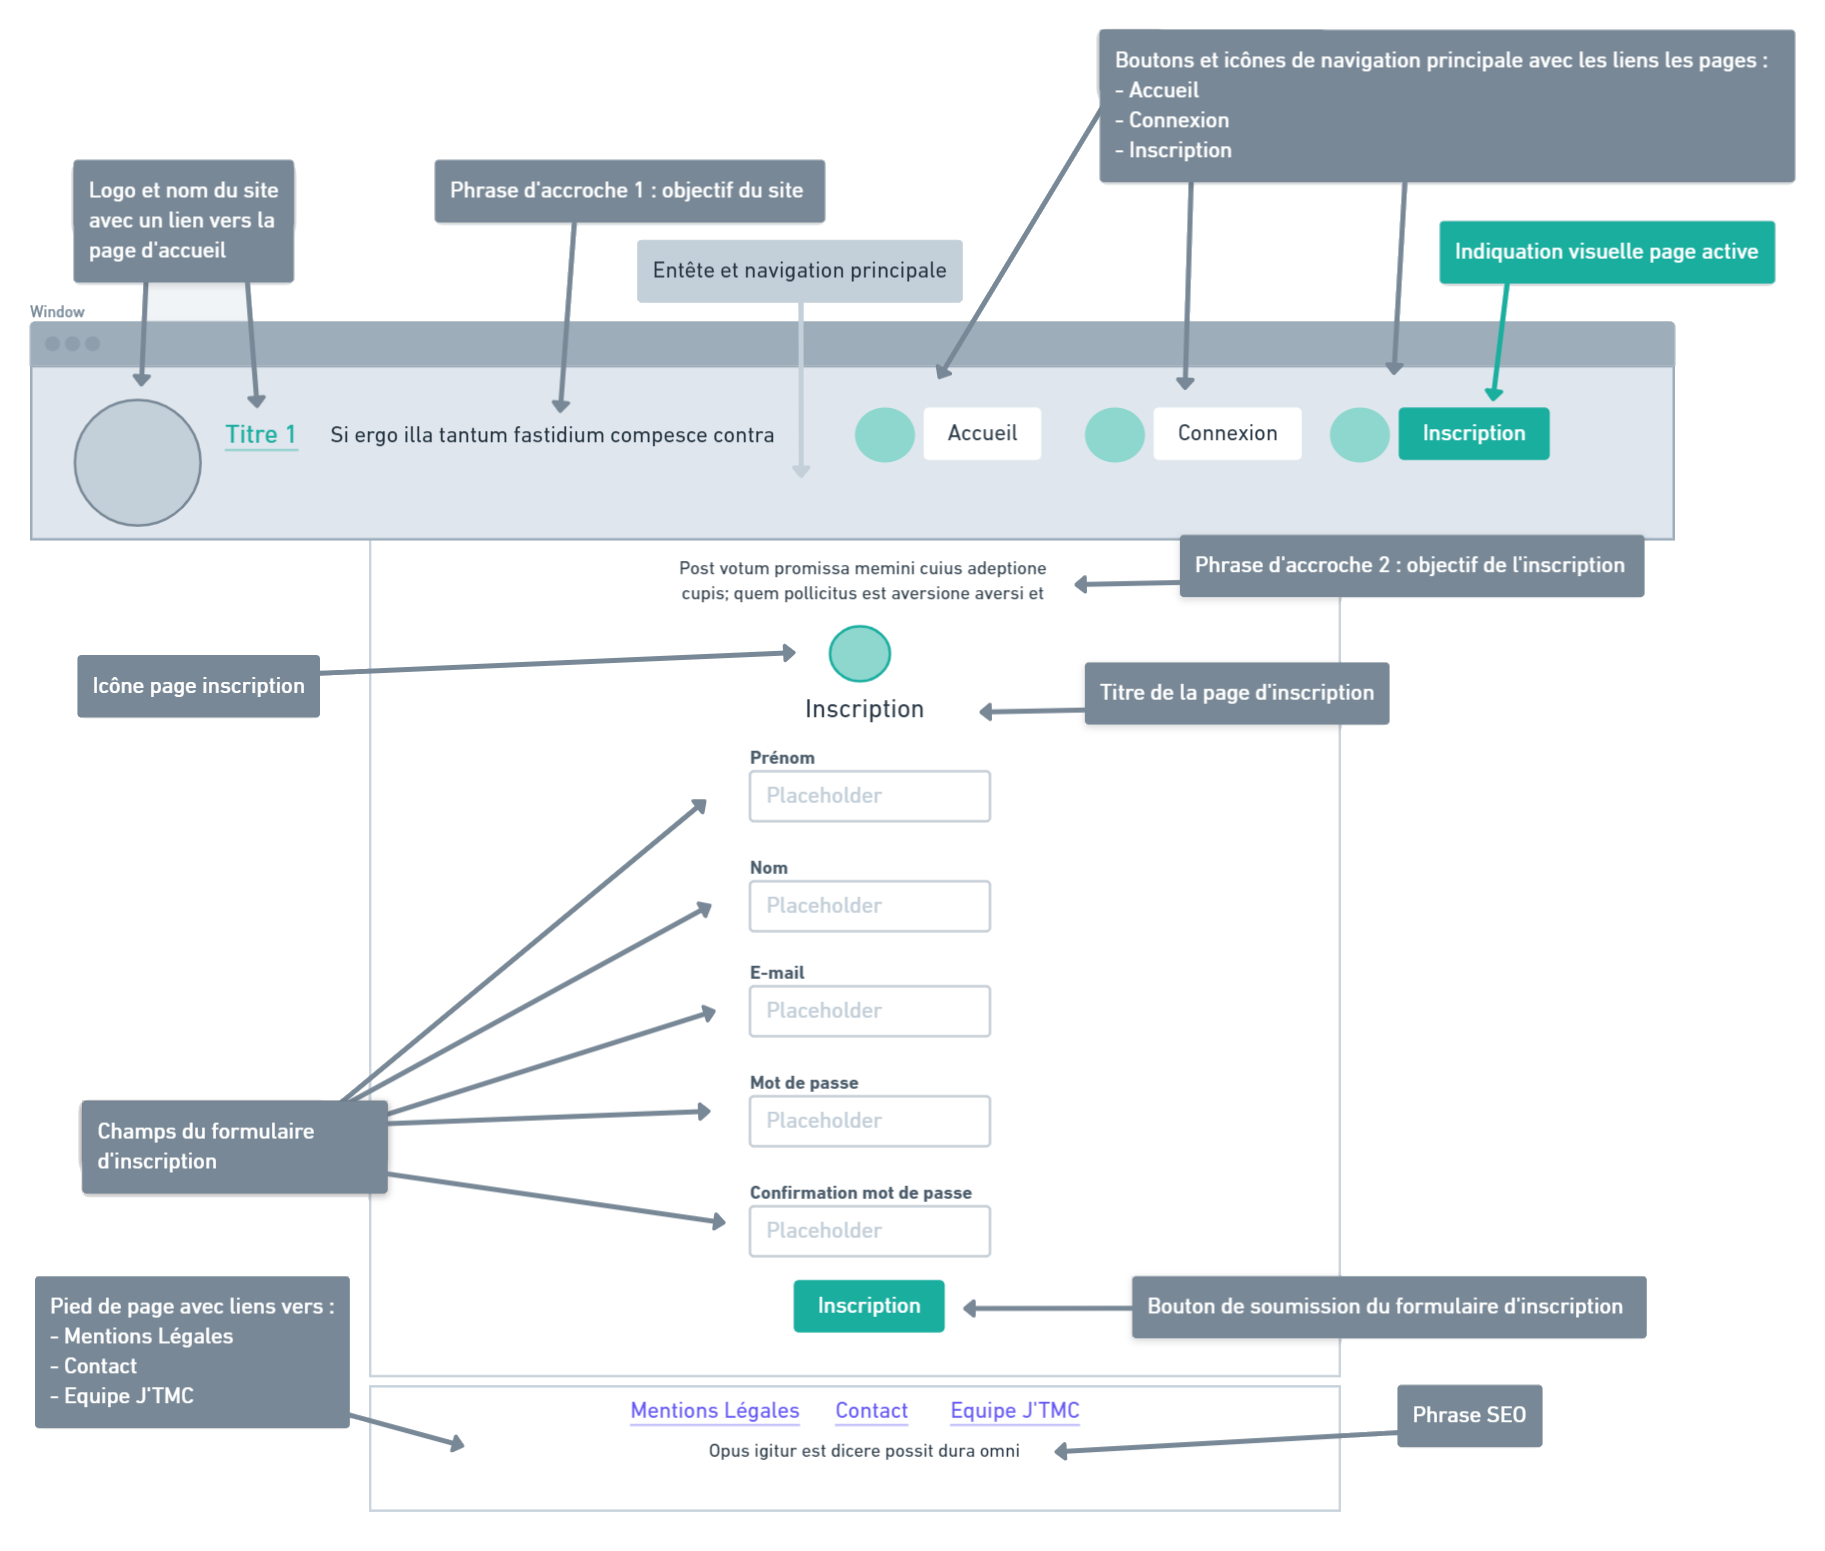 Boutons et icônes de navigation principale avec les liens les pages :
- Accueil
- Connexion
- Inscription
Logo et nom du site
avec un lien vers la
page d'accueil
Phrase d'accroche 1 : objectif du site
Entête et navigation principale
Indiquation visuelle page active
Window
Titre 1
Si ergo illa tantum fastidium compesce contra
Accueil
Connexion
Inscription
Post votum promissa memini cuius adeptione
cupis; quem pollicitus est aversione aversi et
Phrase d'accroche 2 : objectif de l'inscription
Icône page inscription
Titre de la page d'inscription
Inscription
Prénom
Placeholder
Nom
Placeholder
E-mail
Placeholder
Mot de passe
Placeholder
Champs du formulaire
d'inscription
Confirmation mot de passe
Placeholder
Inscription
Bouton de soumission du formulaire d'inscription
Pied de page avec liens vers :
- Mentions Légales
- Contact
- Equipe J'TMC
Mentions Légales
Contact
Equipe J'TMC
Phrase SEO
Opus igitur est dicere possit dura omni